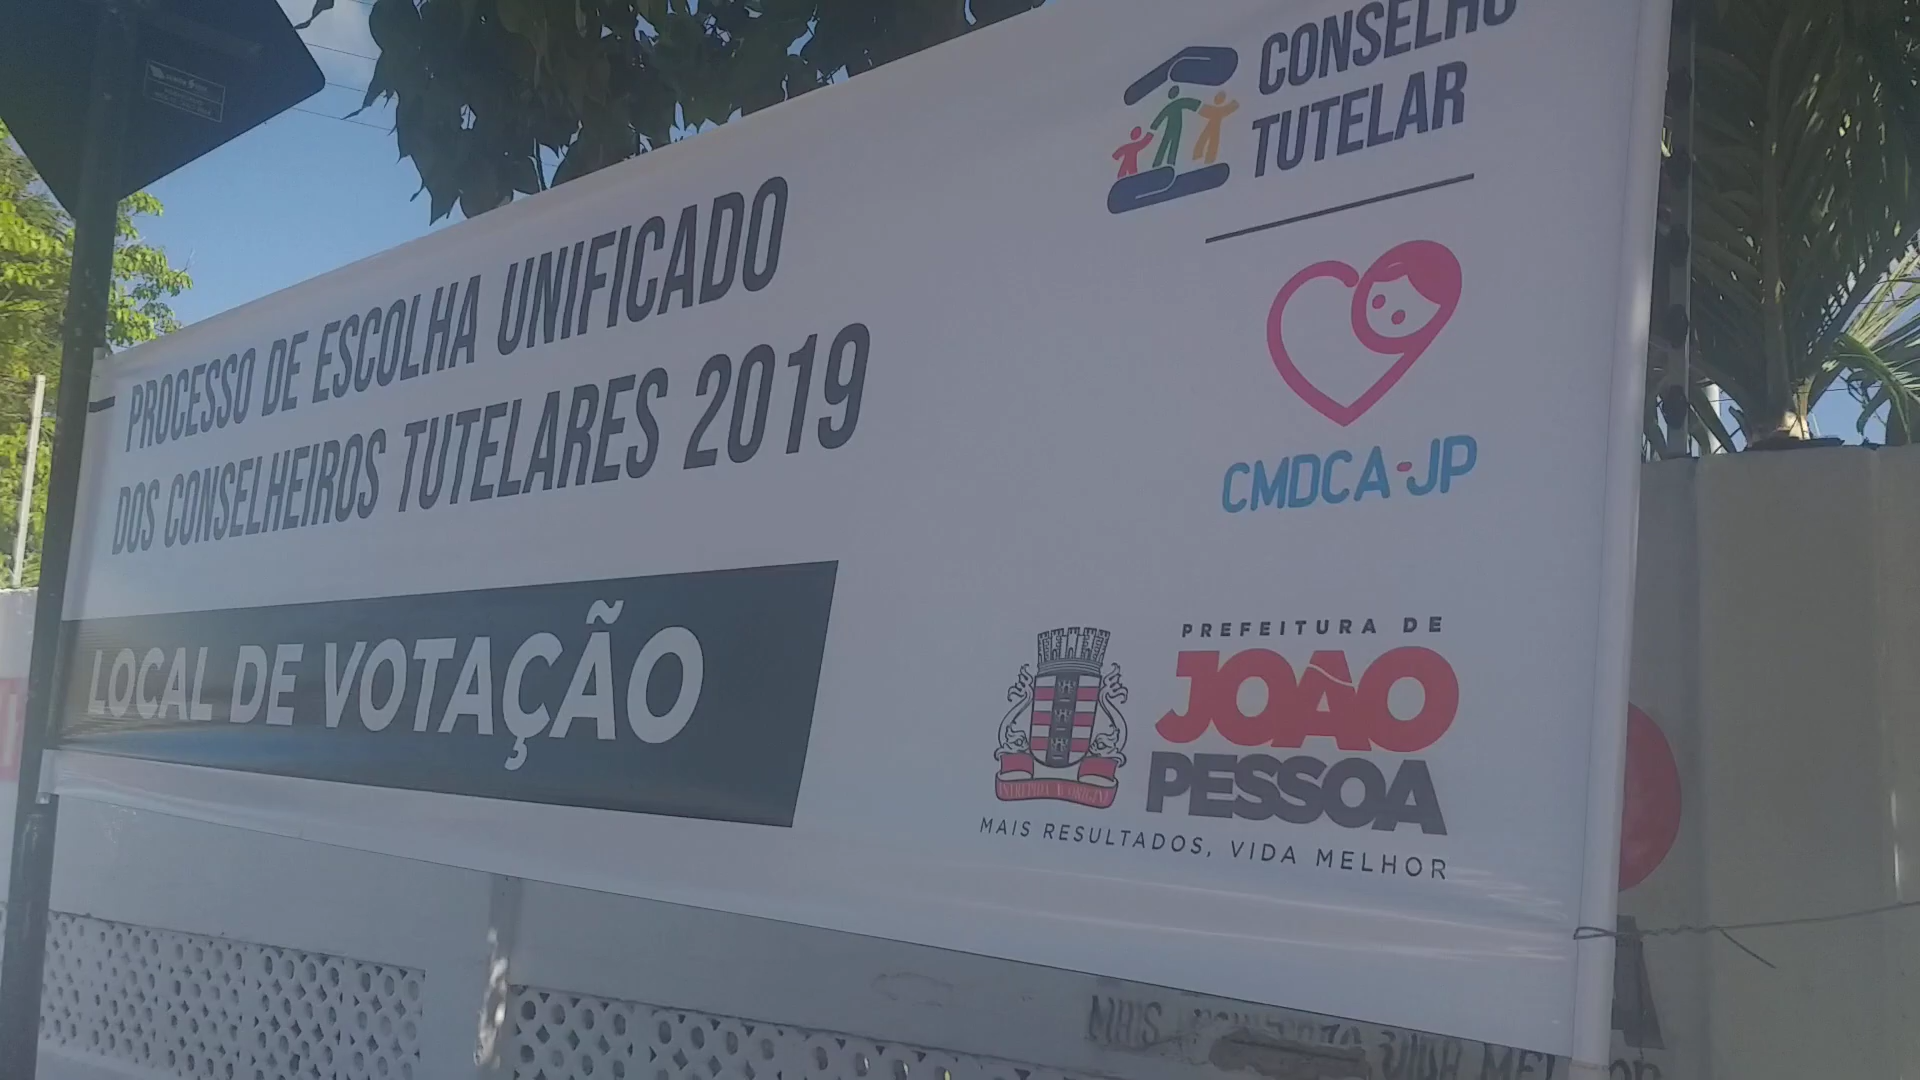 PROCESSO DE ESCOLHA UNIFICADO
DOS CONSELHEIROS TUTELARES 2019
LOCAL DE VOTAÇÃO
CONSELHO
TUTELAR
CMDCA-JP
PREFEITURA DE
JOÃO
PESSOA
MAIS RESULTADOS, VIDA MELHOR
MAIS